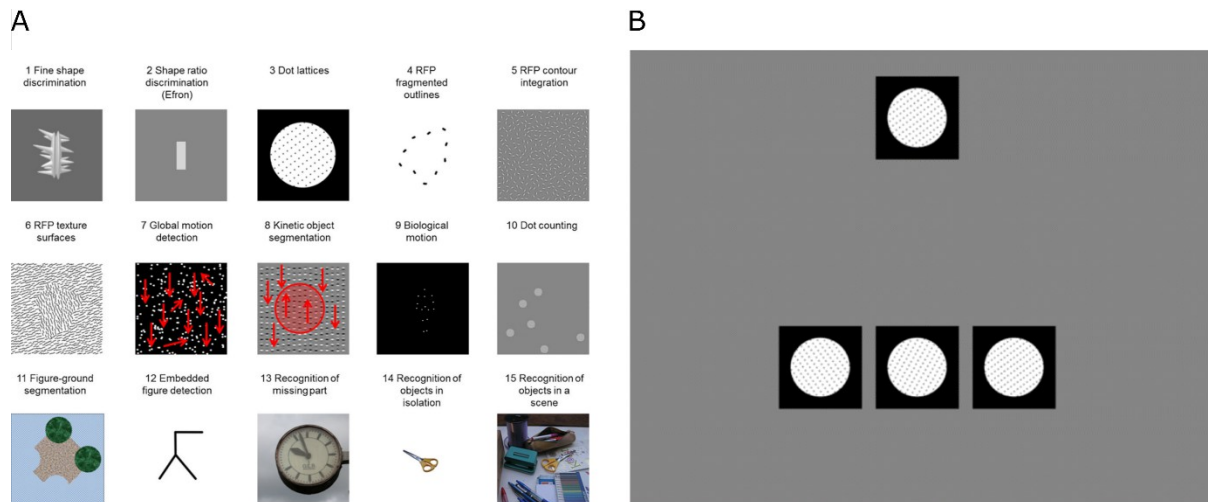 A
B
1 Fine shape
discrimination
2 Shape ratio
discrimination
(Efron)
3 Dot lattices
4 RFP
fragmented
outlines
5 RFP contour
integration
6 RFP texture
surfaces
7 Global motion
detection
8 Kinetic object
segmentation
9 Biological
motion
10 Dot counting
11 Figure-ground
segmentation
12 Embedded
figure detection
13 Recognition of
missing part
14 Recognition of
objects in
isolation
15 Recognition of
objects in a
scene